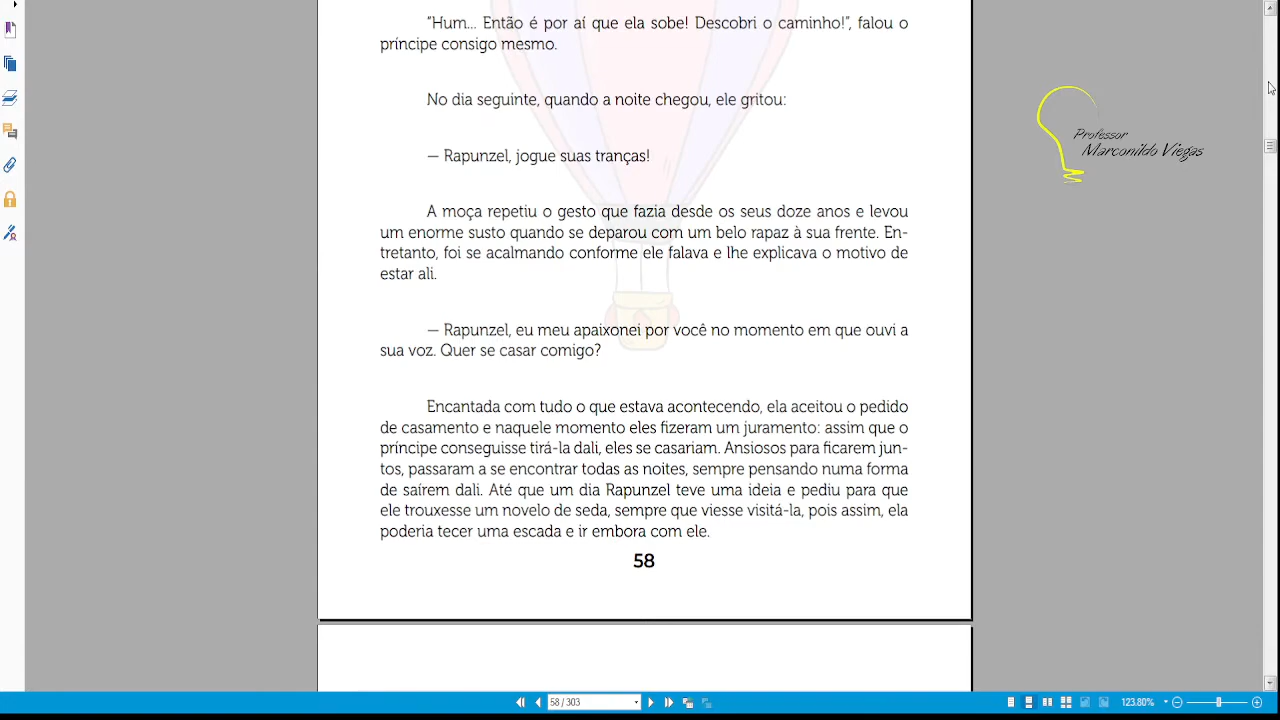 “Hum... Então é por aí que ela sobe! Descobri o caminho!”, falou o
príncipe consigo mesmo.
No dia seguinte, quando a noite chegou, ele gritou:
— Rapunzel, jogue suas tranças!
A moça repetiu o gesto que fazia desde os seus doze anos e levou
um enorme susto quando se deparou com um belo rapaz à sua frente. En-
tretanto, foi se acalmando conforme ele falava e lhe explicava o motivo de
estar ali.
— Rapunzel, eu meu apaixonei por você no momento em que ouvi a
sua voz. Quer se casar comigo?
Encantada com tudo o que estava acontecendo, ela aceitou o pedido
de casamento e naquele momento eles fizeram um juramento: assim que o
príncipe conseguisse tirá-la dali, eles se casariam. Ansiosos para ficarem jun-
tos, passaram a se encontrar todas as noites, sempre pensando numa forma
de saírem dali. Até que um dia Rapunzel teve uma ideia e pediu para que
ele trouxesse um novelo de seda, sempre que viesse visitá-la, pois assim, ela
poderia tecer uma escada e ir embora com ele.
58
Professor
Marconildo Viegas
58 / 303
123.80%